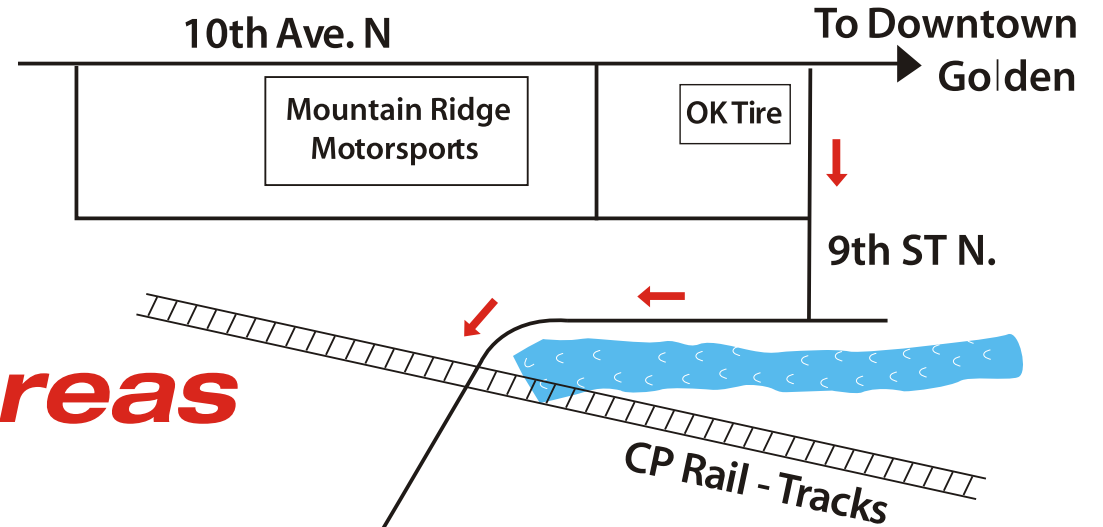 10th Ave. N
To Downtown
Golden
Mountain Ridge
Motorsports
OK Tire
9th ST N.
reas
CP Rail - Tracks